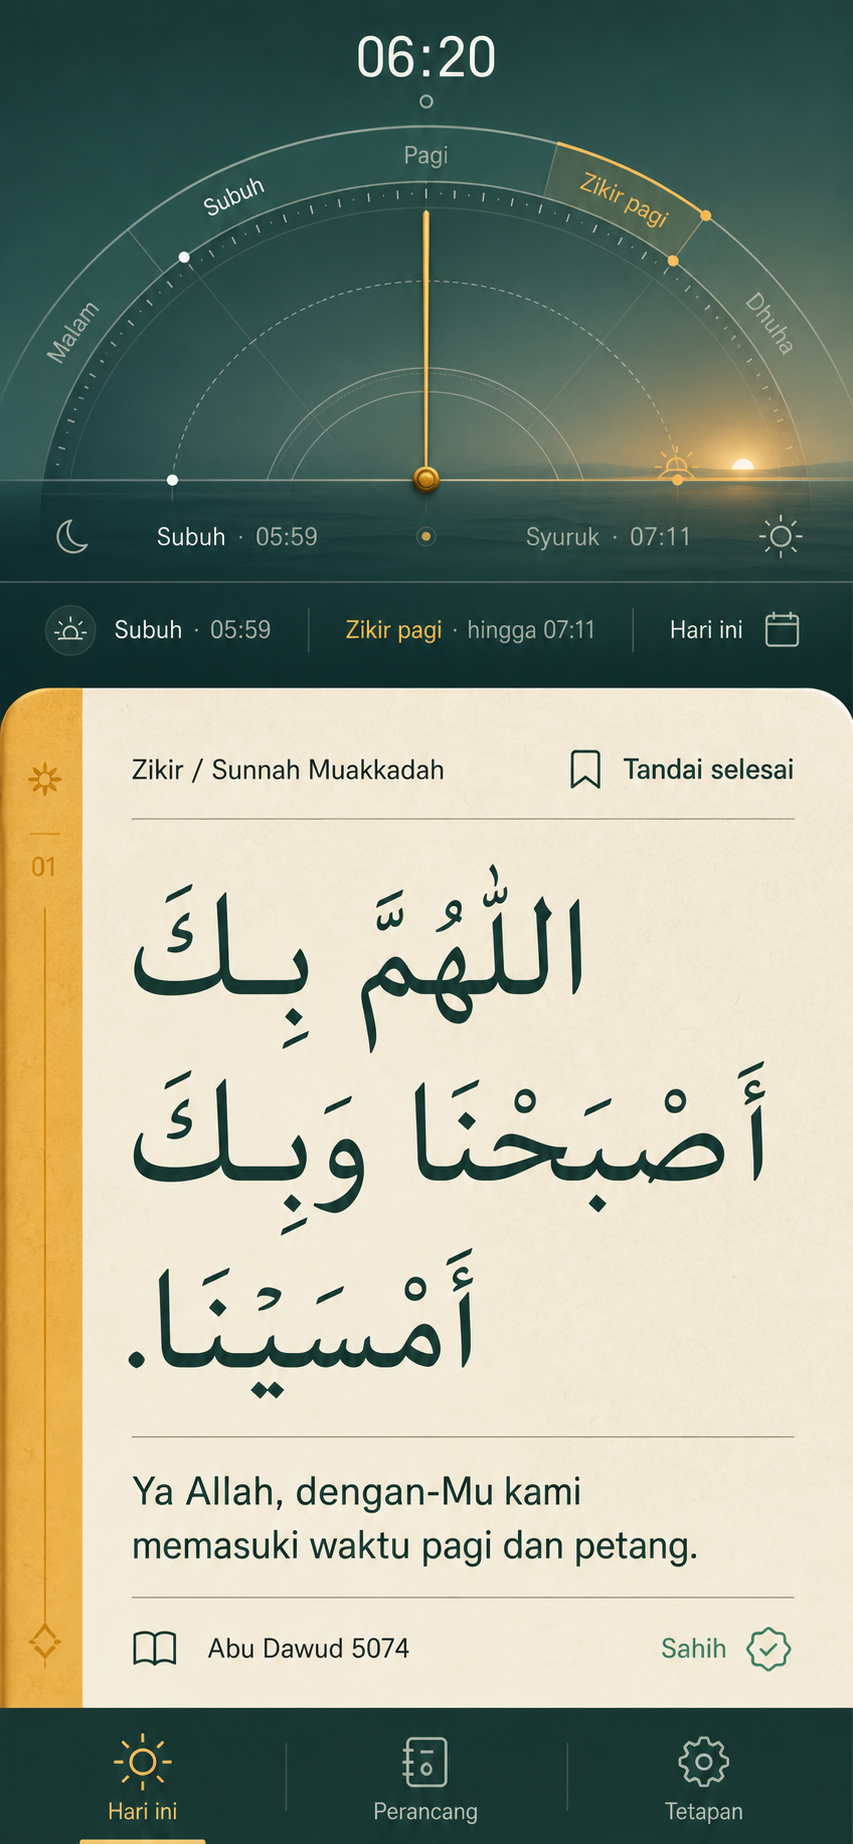 06:20
Pagi
Subuh
Zikir pagi
Malam
Dhuha
Subuh · 05:59
Syuruk · 07:11
Subuh · 05:59
Zikir pagi · hingga 07:11
Hari ini
Zikir / Sunnah Muakkadah
Tandai selesai
01
اللّٰهُمَّ بِـكَ
أَصْبَحْنَا وَبِـكَ
أَمْسَيْنَا.
Ya Allah, dengan-Mu kami
memasuki waktu pagi dan petang.
Abu Dawud 5074
Sahih
Hari ini
Perancang
Tetapan